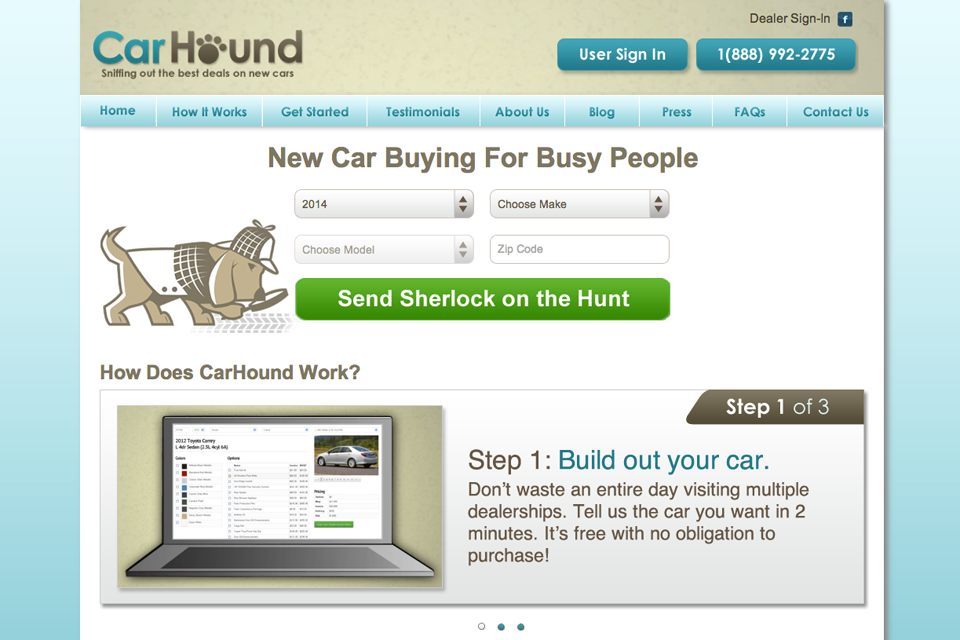 Dealer Sign-In f
CarHound
Sniffing out the best deals on new cars
User Sign In
1(888) 992-2775
Home
How It Works
Get Started
Testimonials
About Us
Blog
Press
FAQs
Contact Us
New Car Buying For Busy People
2014
Choose Make
Choose Model
Zip Code
Send Sherlock on the Hunt
How Does CarHound Work?
Step 1 of 3
2012 Toyota Camry
L 4dr Sedan (2.5L 4cyl 6A)
Colors
Options
Pricing
Step 1: Build out your car.
Don't waste an entire day visiting multiple
dealerships. Tell us the car you want in 2
minutes. It's free with no obligation to
purchase!